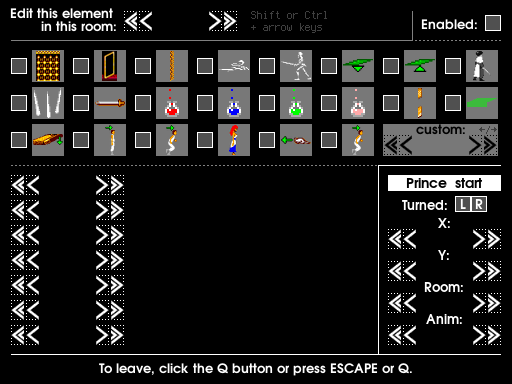 Edit this element
in this room:
Shift or Ctrl
+ arrow keys
Enabled:
custom:
+/+
Prince start
Turned: L R
X:
Y:
Room:
Anim:
To leave, click the Q button or press ESCAPE or Q.